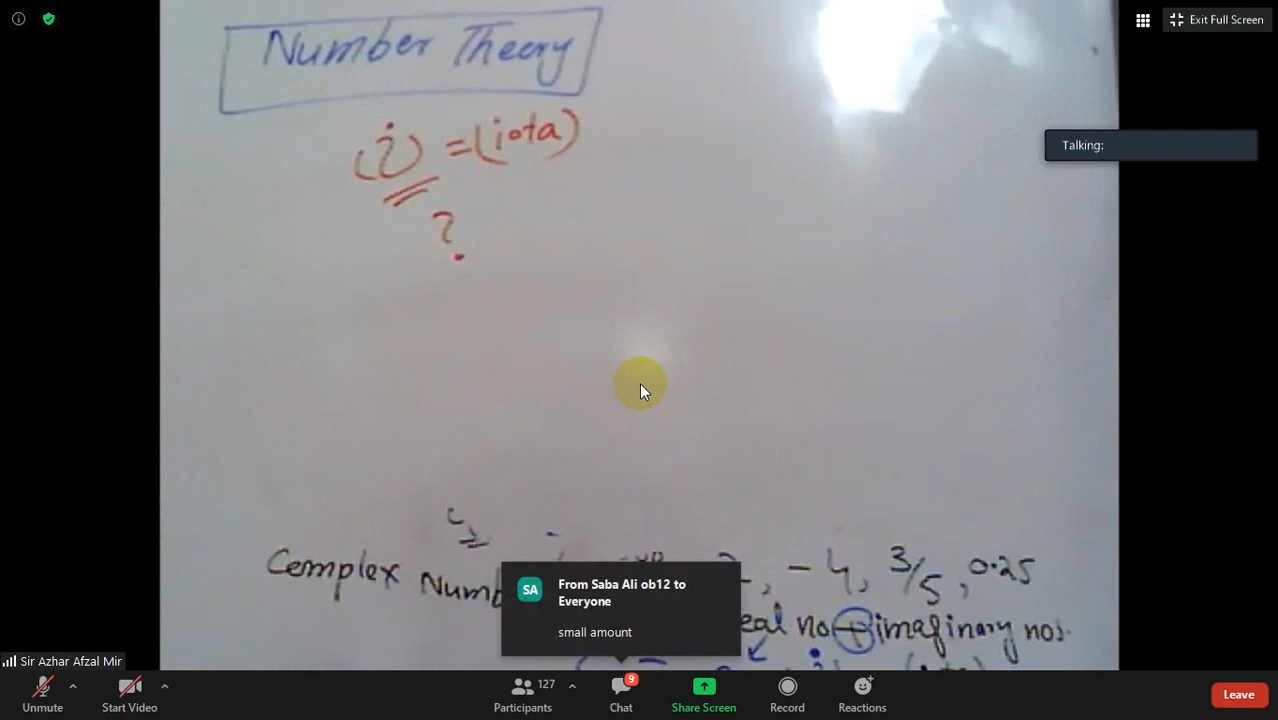 Exit Full Screen
Number Theory
(i) = (iota)
Talking:
?
Complex Numb , - 4, 3/5, 0.25
From Saba Ali ob12 to
Everyone
small amount
eal no + imaginary nos.
Sir Azhar Afzal Mir
127
9
Unmute
Start Video
Participants
Chat
Share Screen
Record
Reactions
Leave